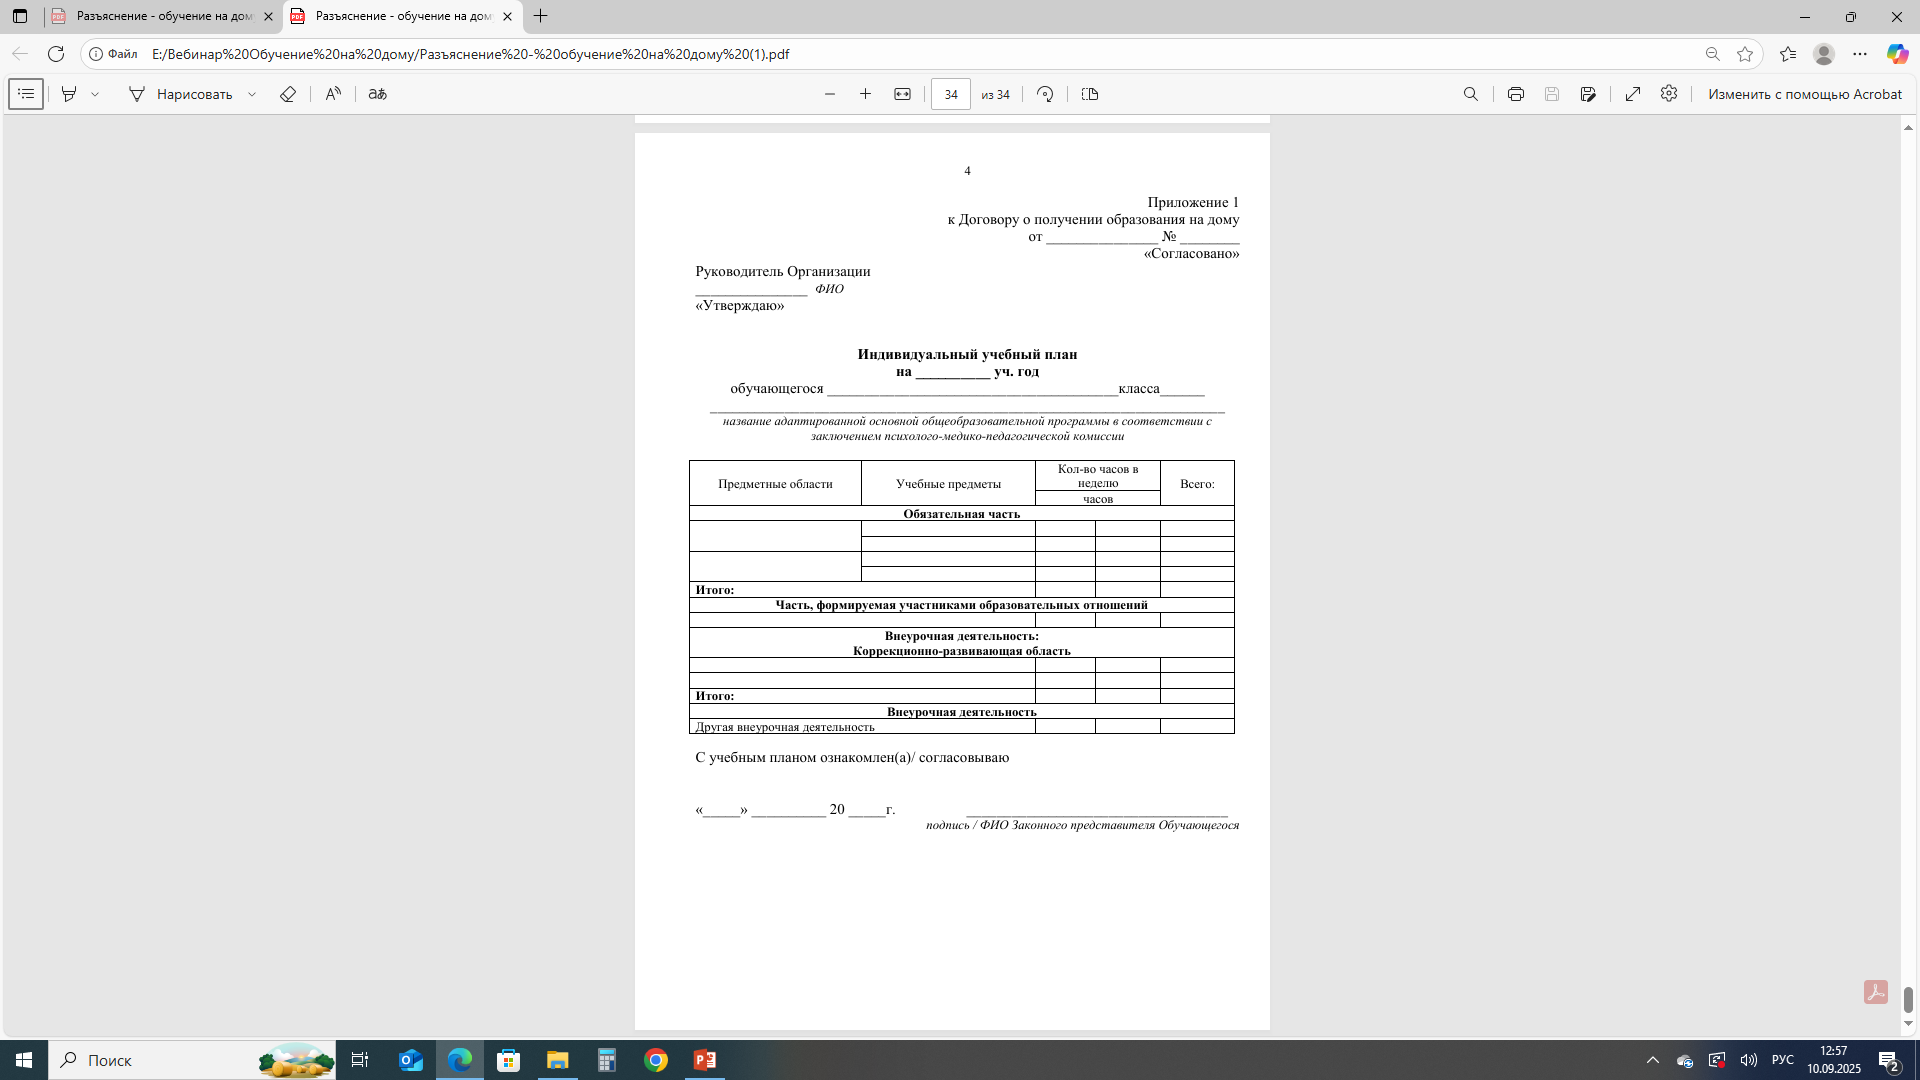 Разъяснение - обучение на дом
Разъяснение - обучение на дом
Файл
E:/Вебинар%20Обучение%20на%20дому/Разъяснение%20-%20обучение%20на%20дому%20(1).pdf
Нарисовать
34
из 34
Изменить с помощью Acrobat
4
Приложение 1
к Договору о получении образования на дому
от _______________ № ________
«Согласовано»
Руководитель Организации
_______________ ФИО
«Утверждаю»
Индивидуальный учебный план
на __________ уч. год
обучающегося _______________________________________класса______
название адаптированной основной общеобразовательной программы в соответствии с
заключением психолого-медико-педагогической комиссии
Предметные области
Учебные предметы
Кол-во часов в
неделю
часов
Всего:
Обязательная часть
Итого:
Часть, формируемая участниками образовательных отношений
Внеурочная деятельность:
Коррекционно-развивающая область
Итого:
Внеурочная деятельность
Другая внеурочная деятельность
С учебным планом ознакомлен(а)/ согласовываю
«_____» __________ 20 _____г. ___________________________________
подпись / ФИО Законного представителя Обучающегося
Поиск
РУС
12:57
10.09.2025
2